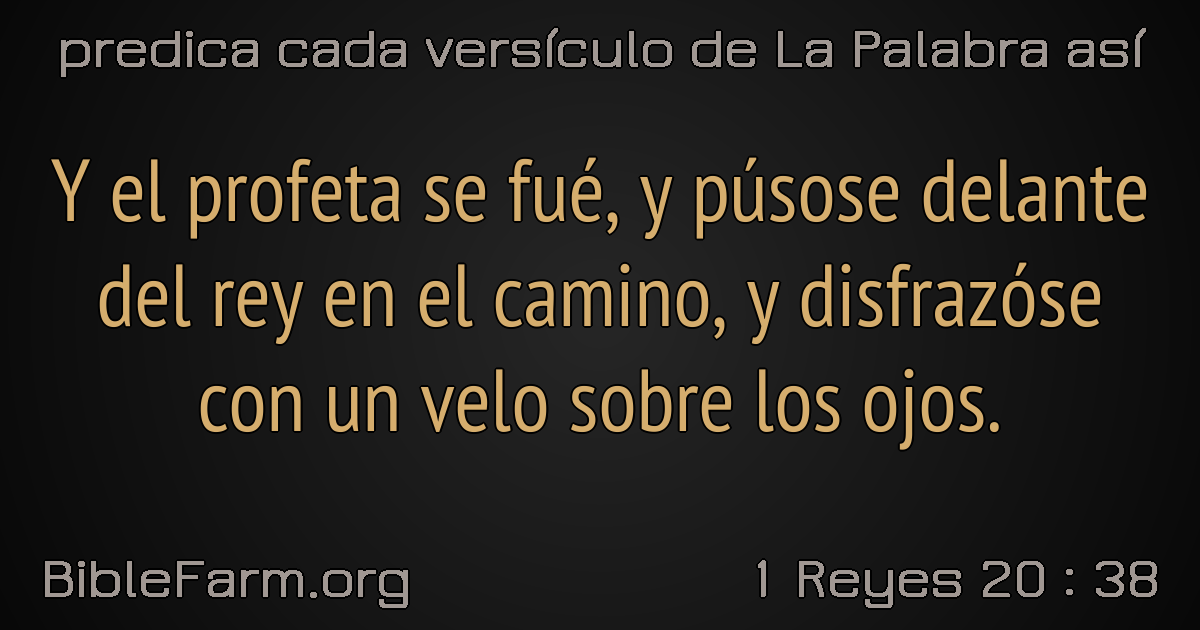 predica cada versículo de La Palabra así
Y el profeta se fué, y púsose delante
del rey en el camino, y disfrazóse
con un velo sobre los ojos.
BibleFarm.org
1 Reyes 20 : 38